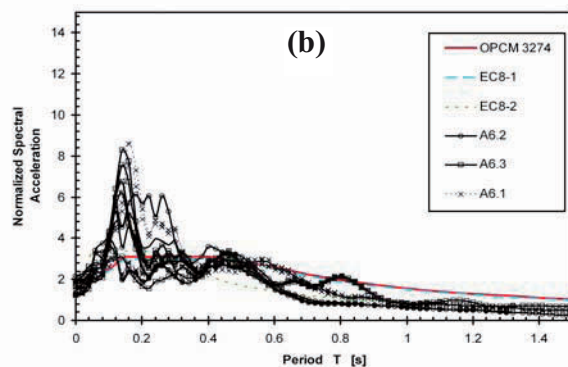 (b)
14
12
10
8
6
4
2
0
Normalized Spectral
Acceleration
OPCM 3274
EC8-1
EC8-2
A6.2
A6.3
A6.1
0 0.2 0.4 0.6 0.8 1 1.2 1.4
Period T [s]